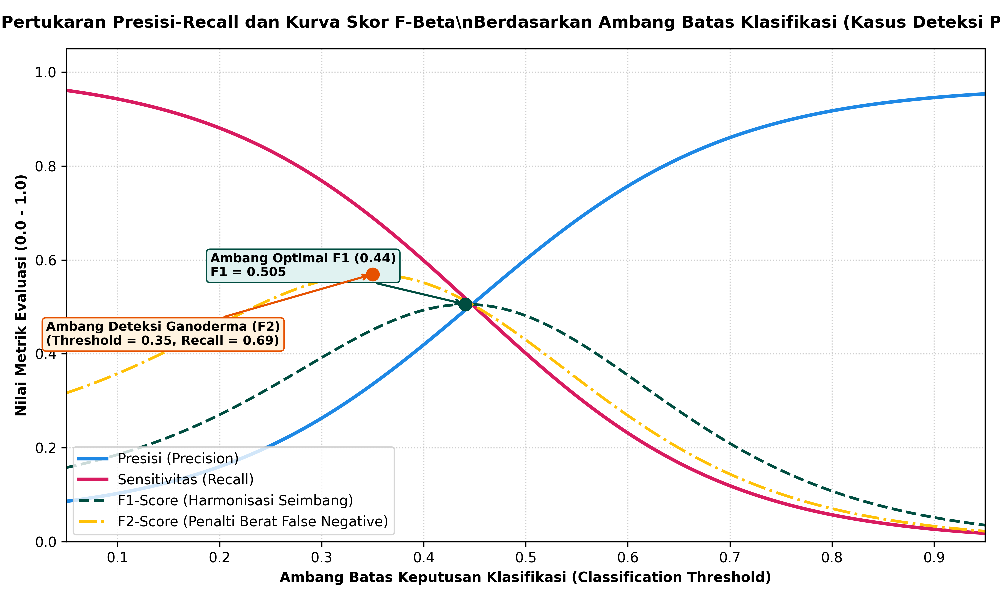 Pertukaran Presisi-Recall dan Kurva Skor F-Beta\nBerdasarkan Ambang Batas Klasifikasi (Kasus Deteksi P
Nilai Metrik Evaluasi (0.0 - 1.0)
1.0
0.8
0.6
0.4
0.2
0.0
Ambang Optimal F1 (0.44)
F1 = 0.505
Ambang Deteksi Ganoderma (F2)
(Threshold = 0.35, Recall = 0.69)
Presisi (Precision)
Sensitivitas (Recall)
F1-Score (Harmonisasi Seimbang)
F2-Score (Penalti Berat False Negative)
0.1 0.2 0.3 0.4 0.5 0.6 0.7 0.8 0.9
Ambang Batas Keputusan Klasifikasi (Classification Threshold)